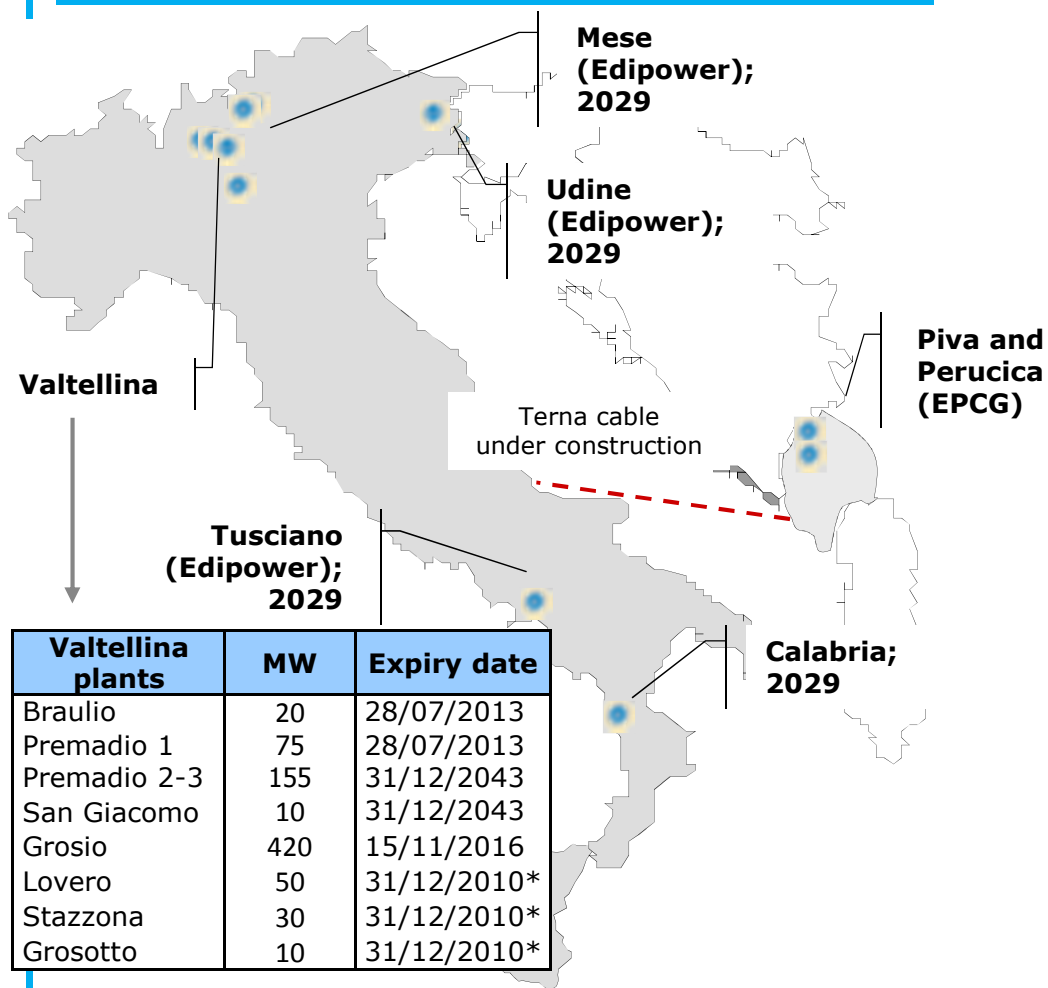 Mese
(Edipower);
2029
Udine
(Edipower);
2029
Piva and
Perucica
(EPCG)
Valtellina
Terna cable
under construction
Tusciano
(Edipower);
2029
Calabria;
2029
Valtellina plants MW Expiry date
Braulio 20 28/07/2013
Premadio 1 75 28/07/2013
Premadio 2-3 155 31/12/2043
San Giacomo 10 31/12/2043
Grosio 420 15/11/2016
Lovero 50 31/12/2010*
Stazzona 30 31/12/2010*
Grosotto 10 31/12/2010*